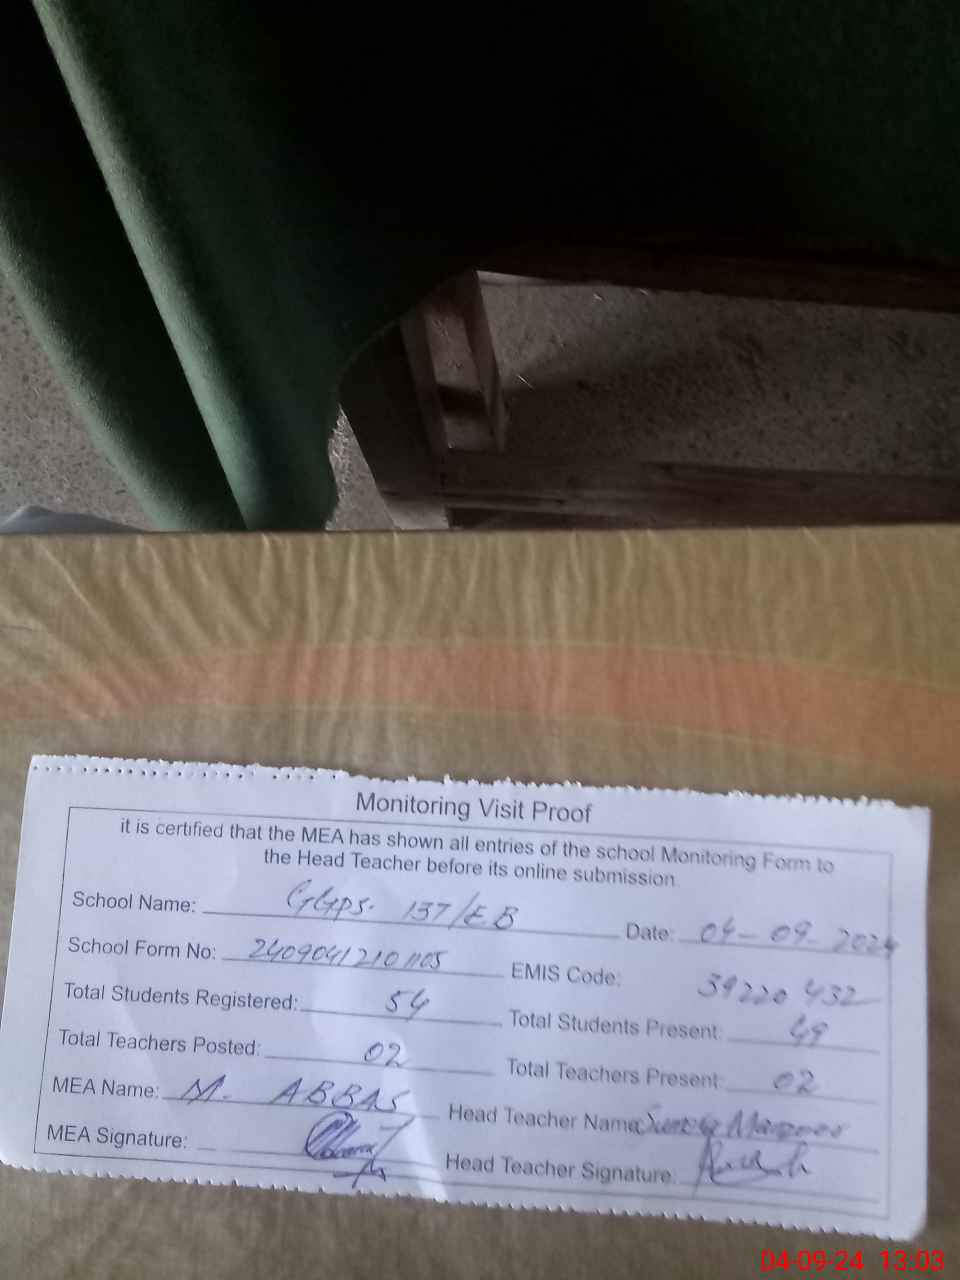 Monitoring Visit Proof
it is certified that the MEA has shown all entries of the school Monitoring Form to
the Head Teacher before its online submission
School Name: GGPS. 137/EB Date: 04-09-2024
School Form No: 24090412101105 EMIS Code: 39220432
Total Students Registered: 54 Total Students Present: 49
Total Teachers Posted: 02 Total Teachers Present: 02
MEA Name: M. ABBAS Head Teacher Name
MEA Signature: Head Teacher Signature:
04-09-24 13:03